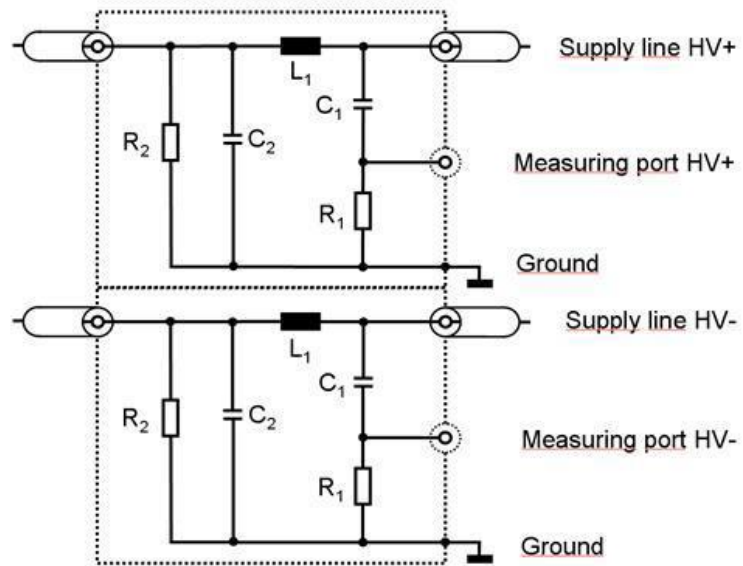 Supply line HV+
L₁
C₁
R₂
C₂
Measuring port HV+
R₁
Ground
Supply line HV-
L₁
C₁
R₂
C₂
Measuring port HV-
R₁
Ground